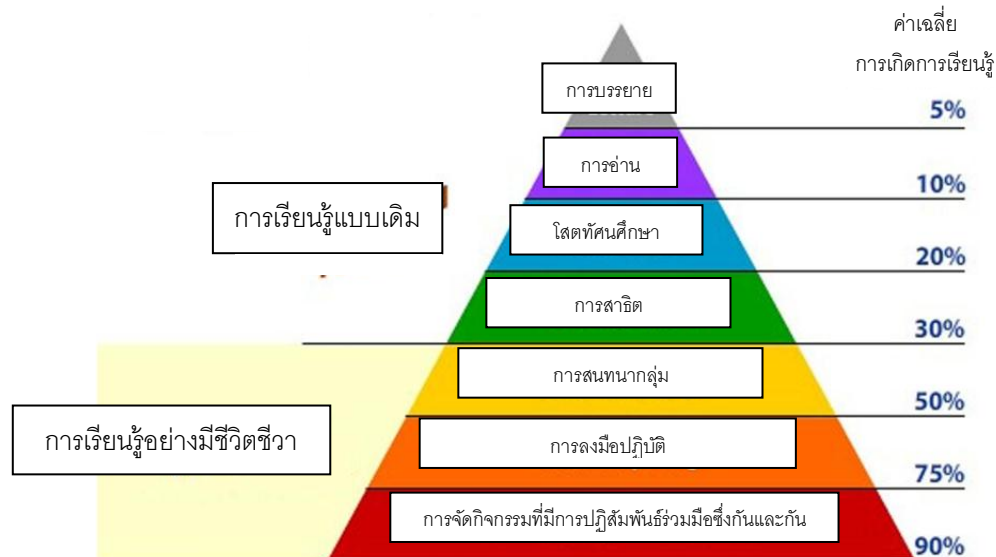 ค่าเฉลี่ย
การเกิดการเรียนรู้
การบรรยาย
5%
การอ่าน
10%
การเรียนรู้แบบเดิม
โสตทัศนศึกษา
20%
การสาธิต
30%
การสนทนากลุ่ม
50%
การเรียนรู้อย่างมีชีวิตชีวา
การลงมือปฏิบัติ
75%
การจัดกิจกรรมที่มีการปฏิสัมพันธ์ร่วมมือซึ่งกันและกัน
90%